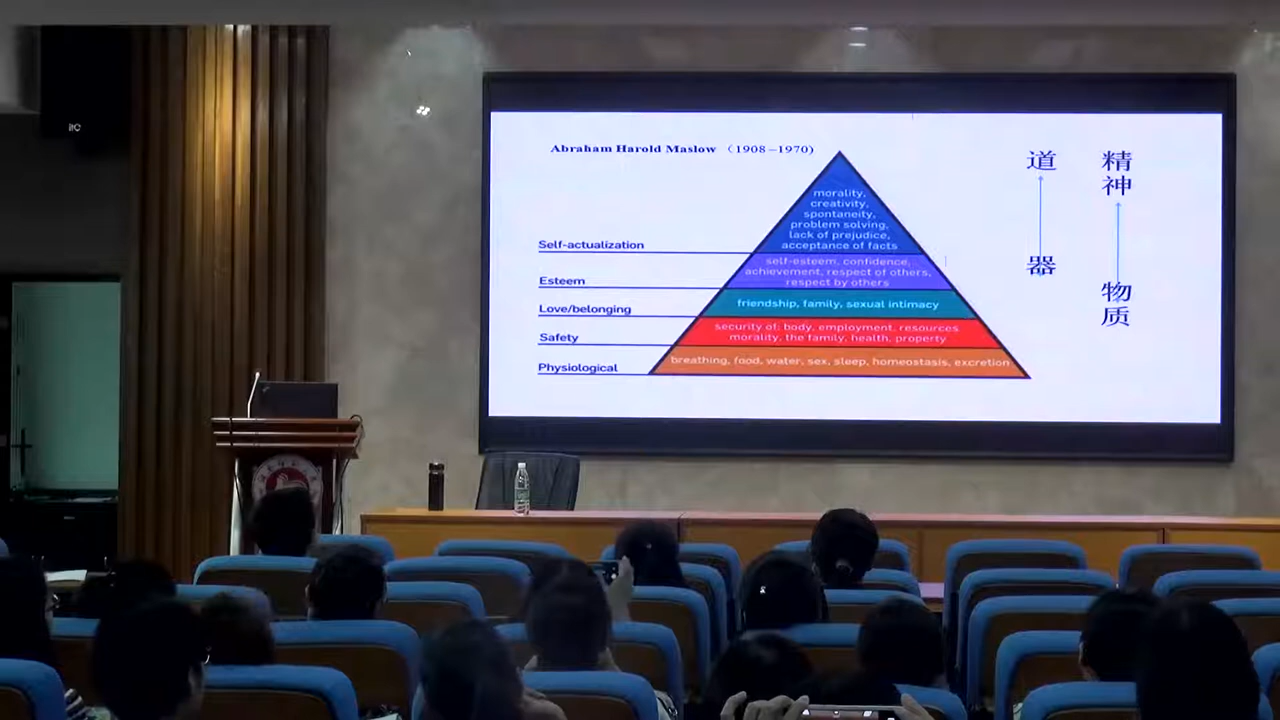 Abraham Harold Maslow （1908–1970）
morality,
creativity,
spontaneity,
problem solving,
lack of prejudice,
acceptance of facts
Self-actualization
self-esteem, confidence,
achievement, respect of others,
respect by others
Esteem
friendship, family, sexual intimacy
Love/belonging
security of: body, employment, resources
morality, the family, health, property
Safety
breathing, food, water, sex, sleep, homeostasis, excretion
Physiological
道
器
精
神
物
质